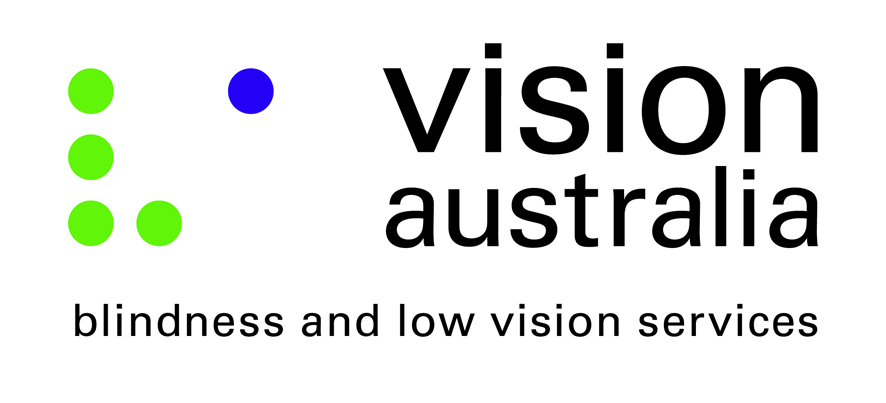 ⠧⠁
vision
australia
blindness and low vision services